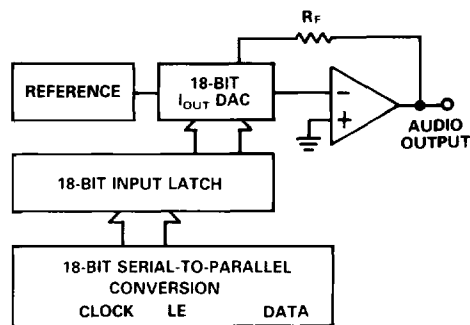 R_F
REFERENCE
18-BIT
I_OUT DAC
−
+
AUDIO
OUTPUT
18-BIT INPUT LATCH
18-BIT SERIAL-TO-PARALLEL
CONVERSION
CLOCK LE DATA